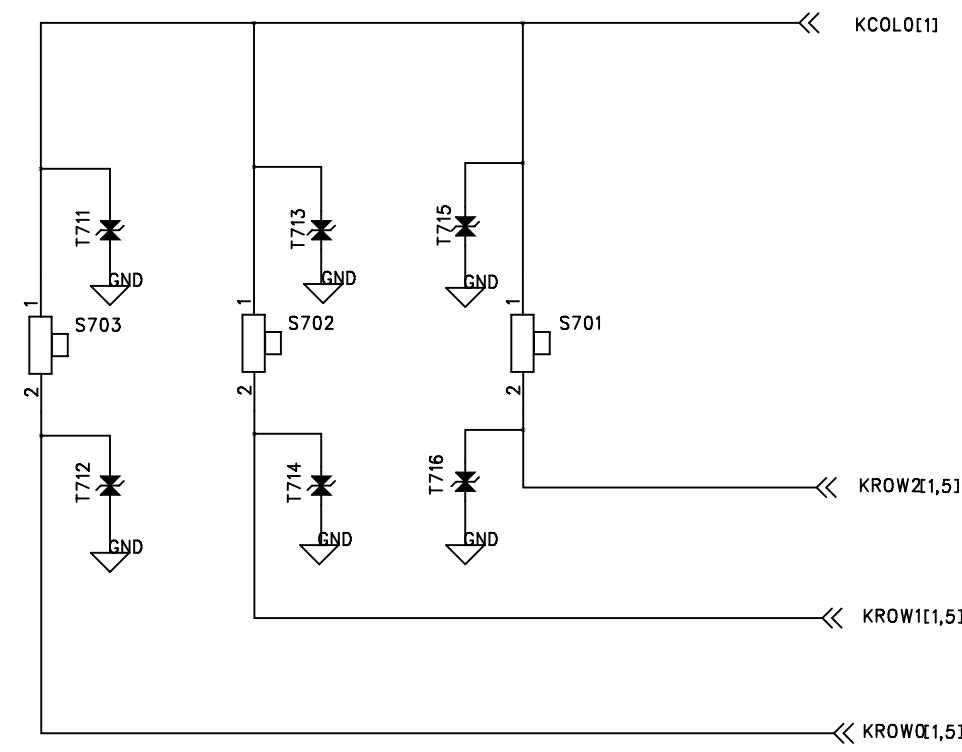 KCOL0[1]
T711
T713
T715
GND
GND
GND
1
1
1
S703
S702
S701
2
2
2
T712
T714
T716
KROW2[1,5]
GND
GND
GND
KROW1[1,5]
KROW0[1,5]